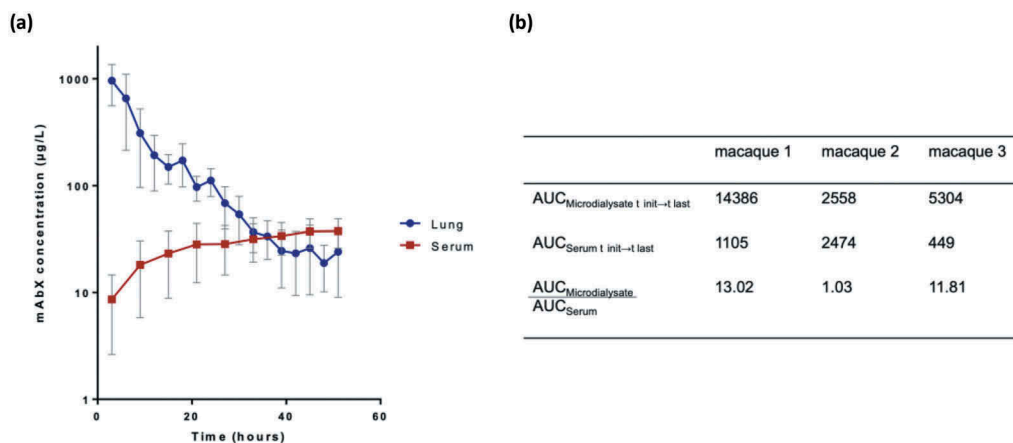 (a)
mAbX concentration (µg/L)
1000
100
10
1
0
20
40
60
Time (hours)
Lung
Serum
(b)
macaque 1 macaque 2 macaque 3
AUCMicrodialysate t init→t last 14386 2558 5304
AUCSerum t init→t last 1105 2474 449
AUCMicrodialysate 13.02 1.03 11.81
AUCSerum